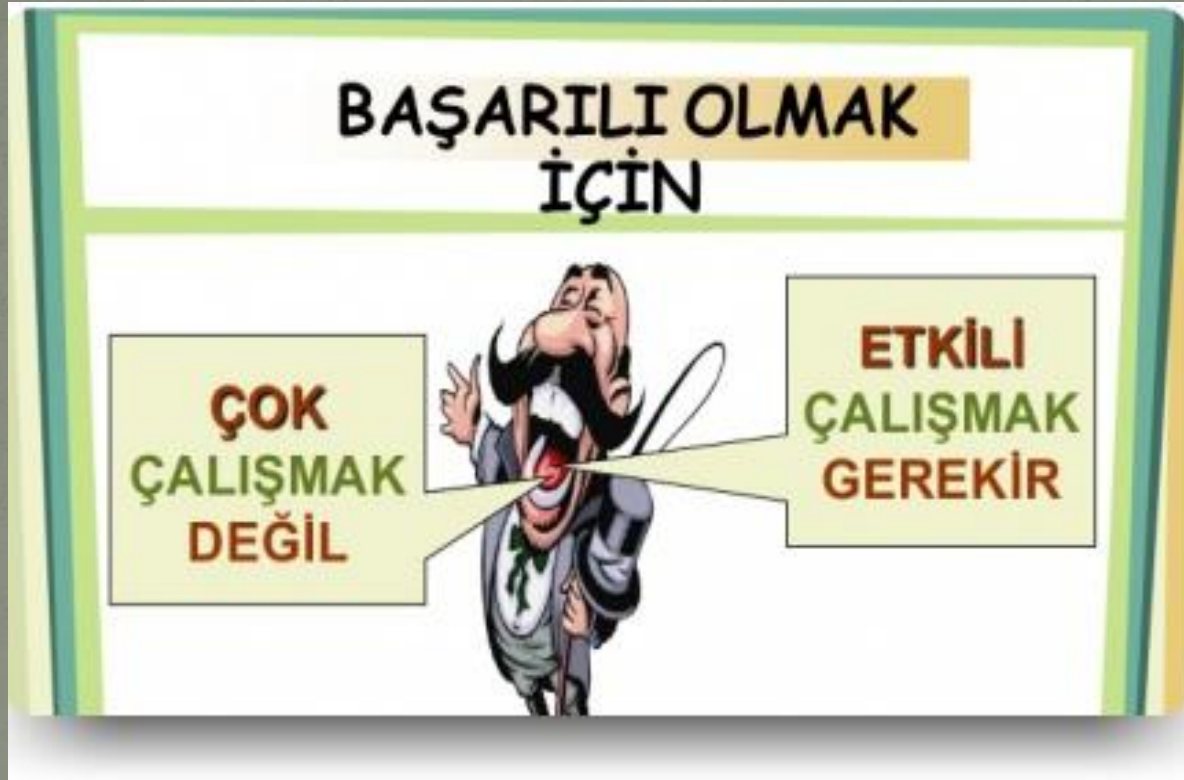 BAŞARILI OLMAK
İÇİN
ÇOK
ÇALIŞMAK
DEĞİL
ETKİLİ
ÇALIŞMAK
GEREKİR